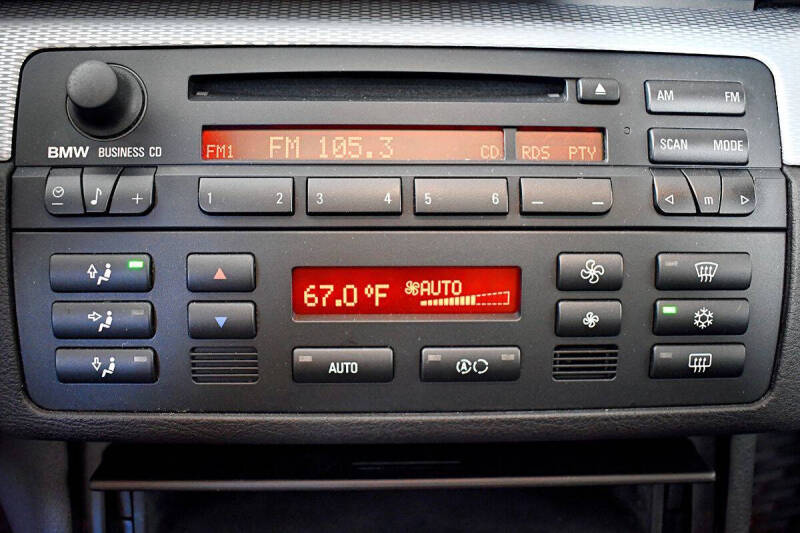 AM FM
FM1 FM 105.3 CD RDS PTY
SCAN MODE
BMW BUSINESS CD
1 2 3 4 5 6 m
67.0 °F AUTO
AUTO A